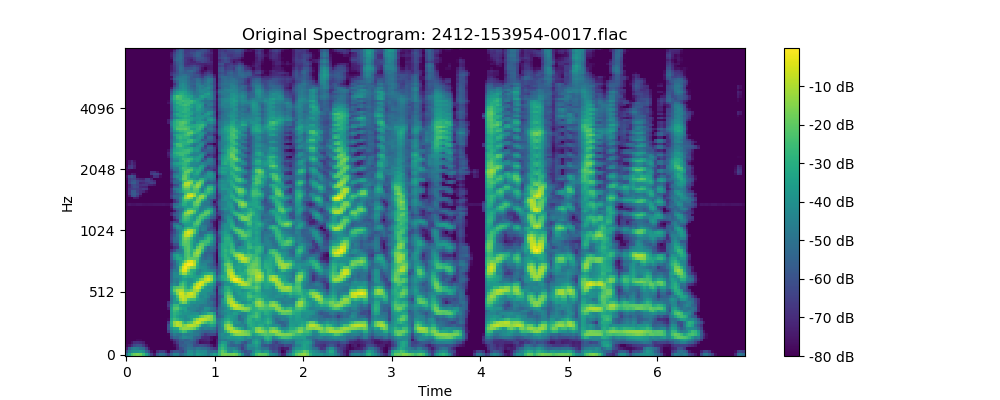 Original Spectrogram: 2412-153954-0017.flac
Hz
4096
2048
1024
512
0
0 1 2 3 4 5 6
Time
-10 dB
-20 dB
-30 dB
-40 dB
-50 dB
-60 dB
-70 dB
-80 dB